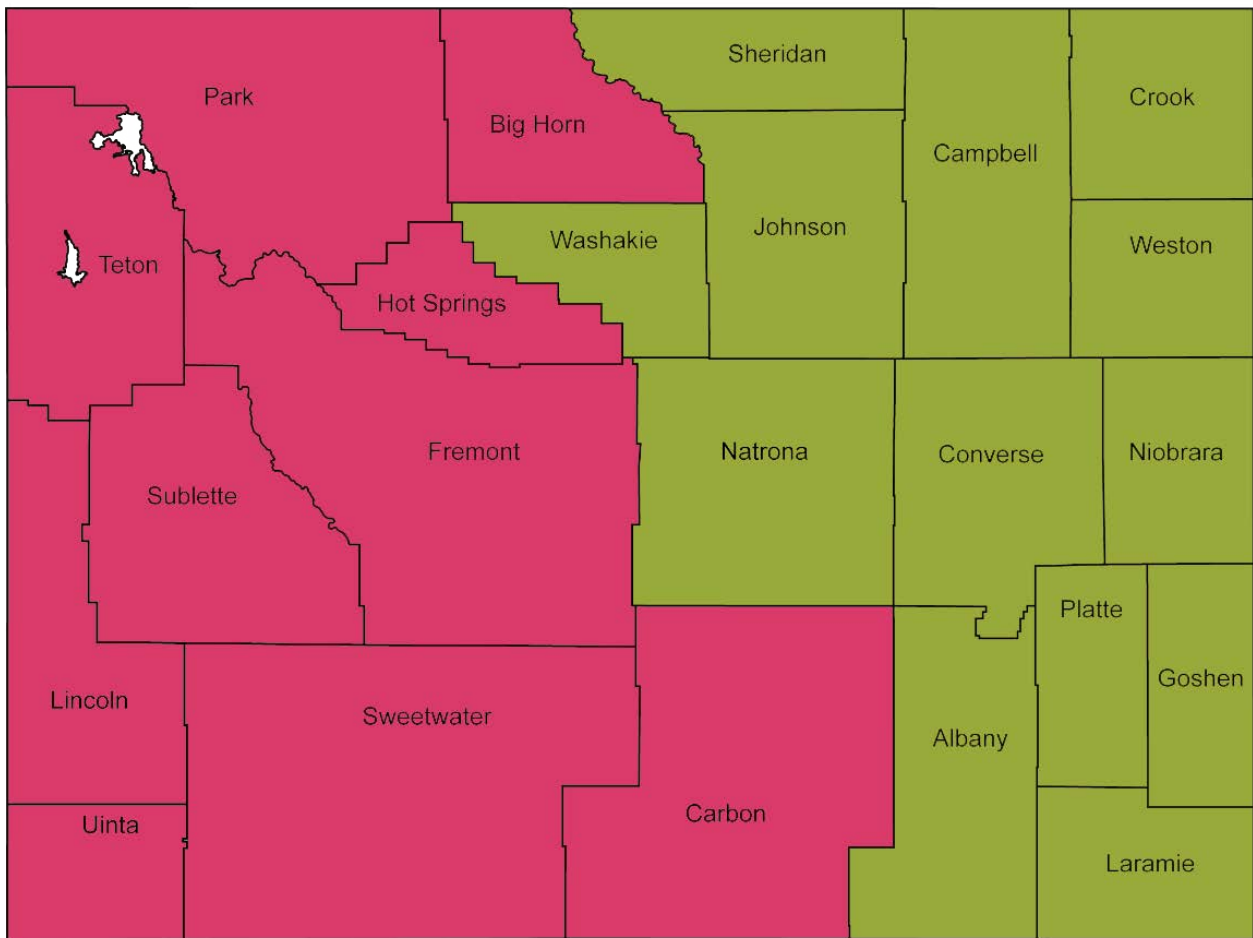 Sheridan
Park
Crook
Big Horn
Campbell
Johnson
Washakie
Weston
Teton
Hot Springs
Fremont
Natrona
Converse
Niobrara
Sublette
Platte
Goshen
Lincoln
Sweetwater
Albany
Carbon
Uinta
Laramie